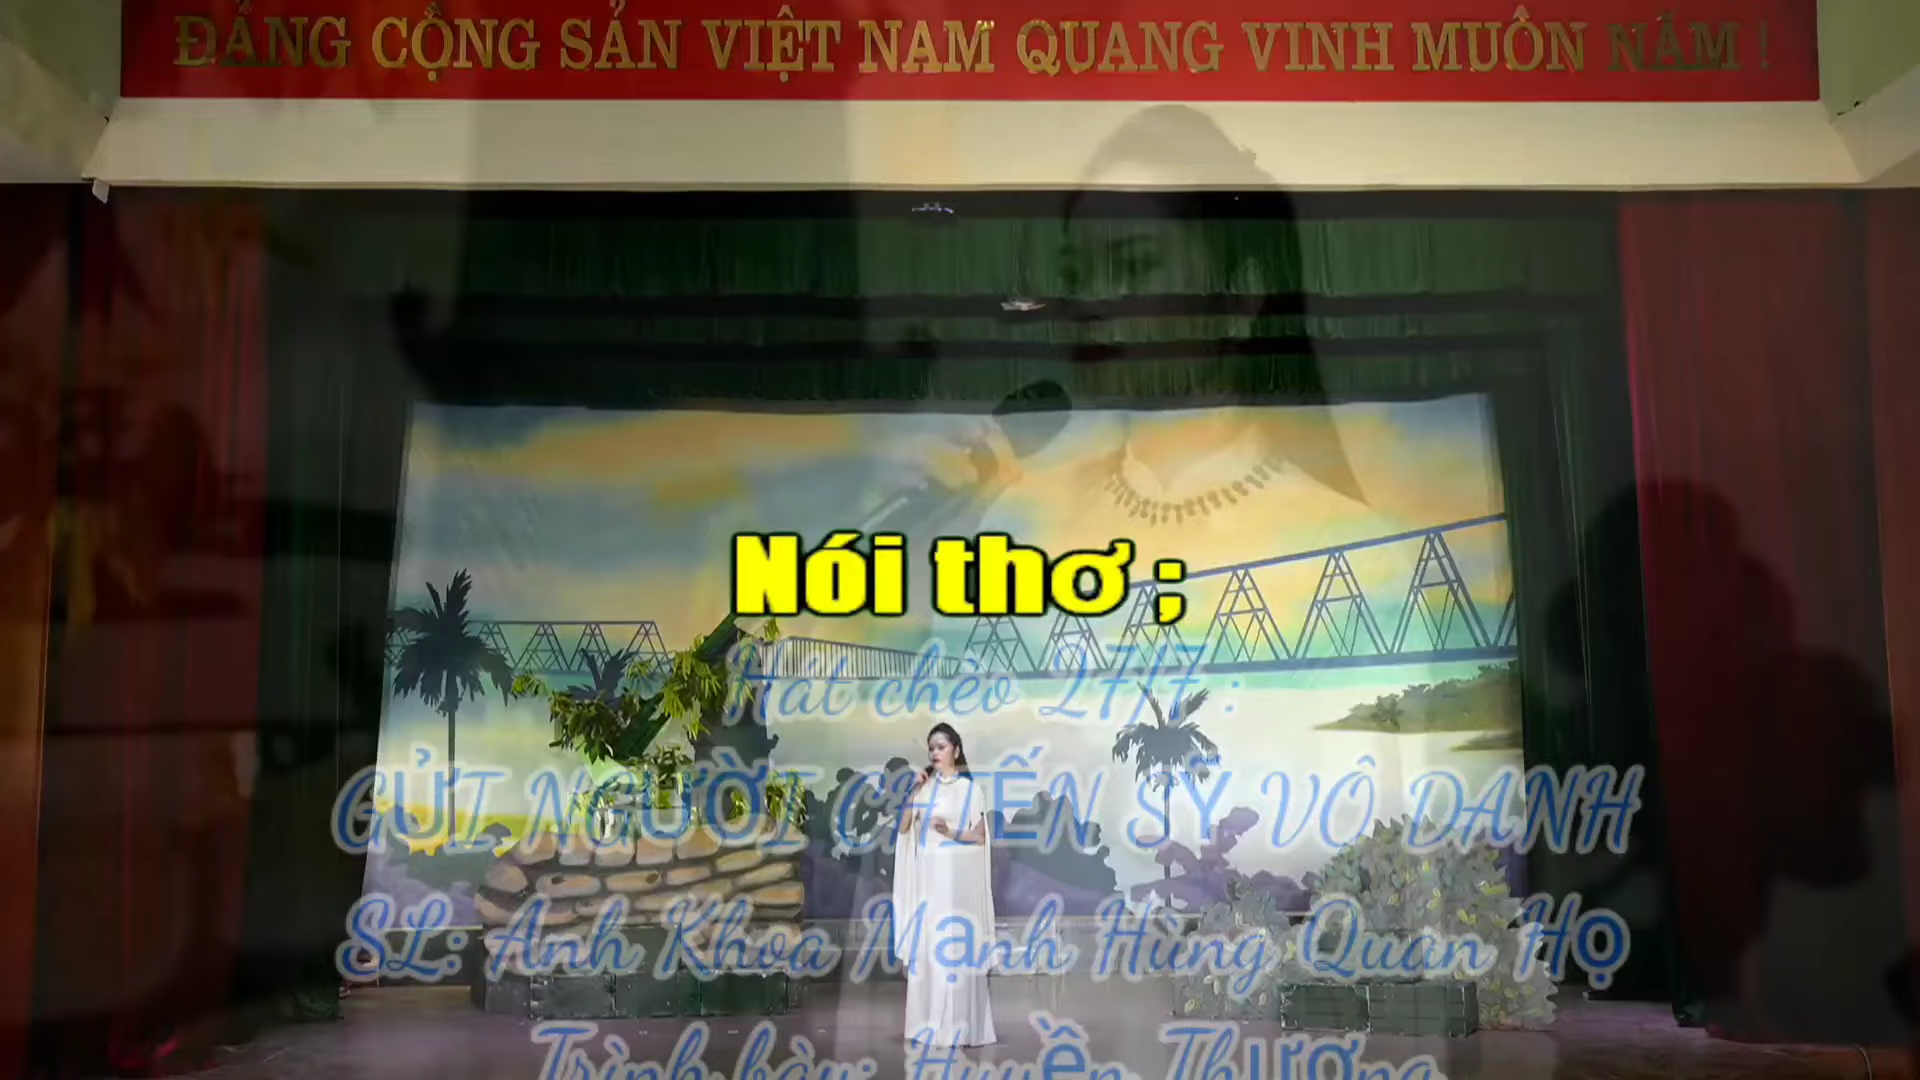 ĐẢNG CỘNG SẢN VIỆT NAM QUANG VINH MUÔN NĂM !
Nói thơ ;
Hát chèo 27/7 :
GỬI NGƯỜI CHIẾN SỸ VÔ DANH
SL: Anh Khoa Mạnh Hùng Quan Họ
Trình bày: Huyền Thương